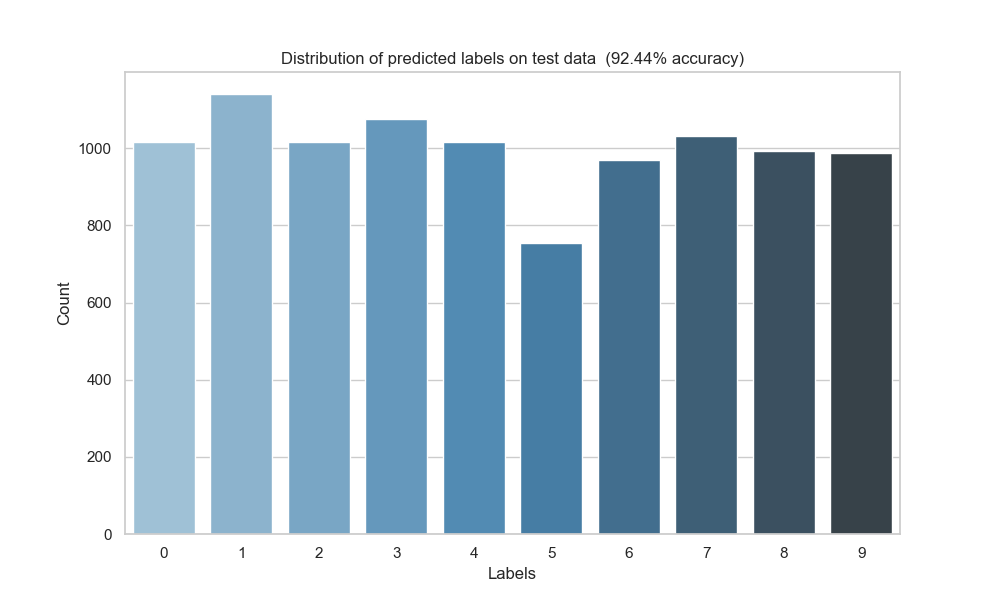 Distribution of predicted labels on test data  (92.44% accuracy)
1000
800
600
400
200
0
Count
0 1 2 3 4 5 6 7 8 9
Labels